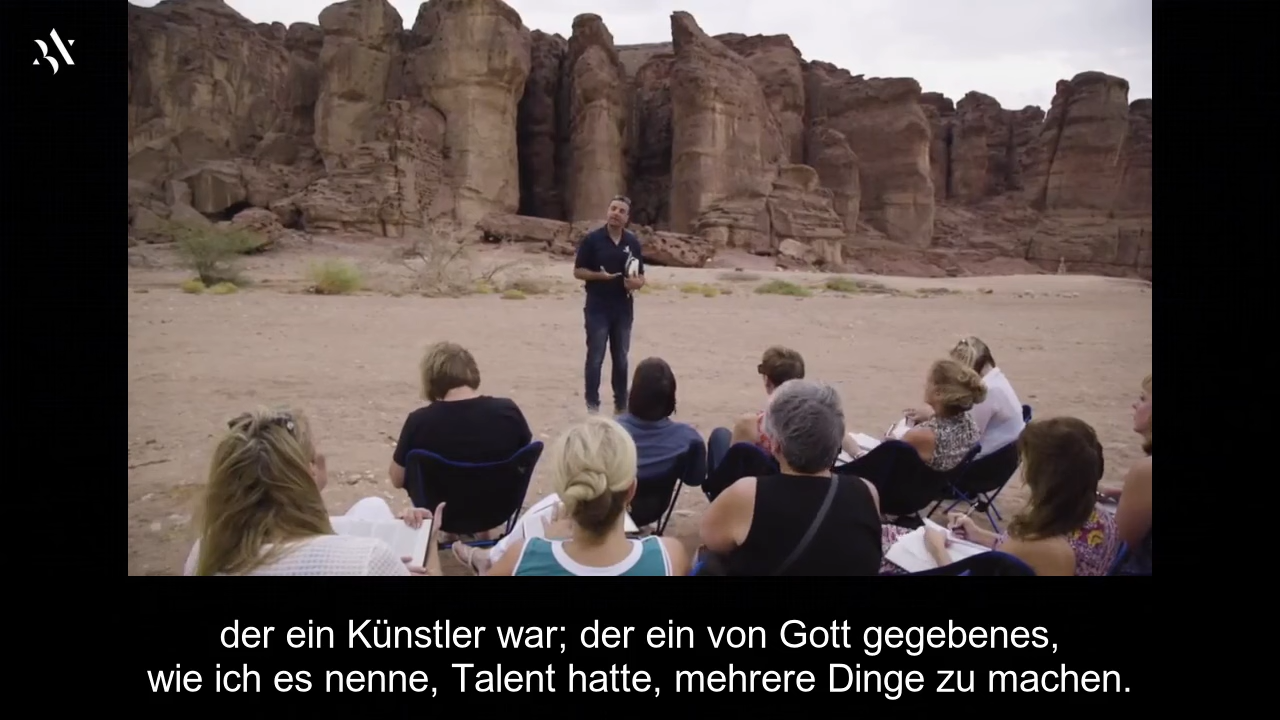 der ein Künstler war; der ein von Gott gegebenes,
wie ich es nenne, Talent hatte, mehrere Dinge zu machen.